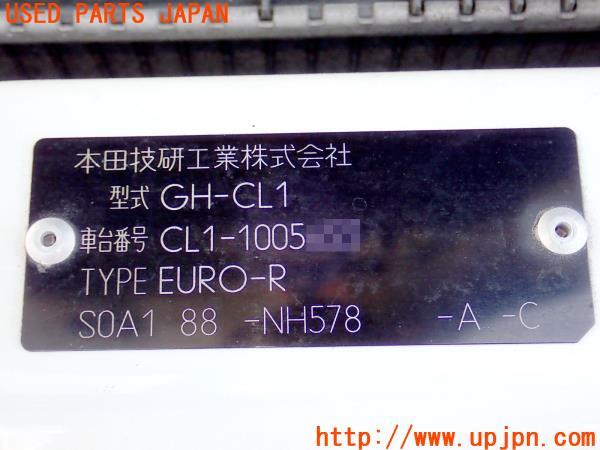 USED PARTS JAPAN
本田技研工業株式会社
型式 GH-CL1
車台番号 CL1-1005
TYPE EURO-R
S0A1 88 -NH578 -A -C
(U)
http://www.upjpn.com